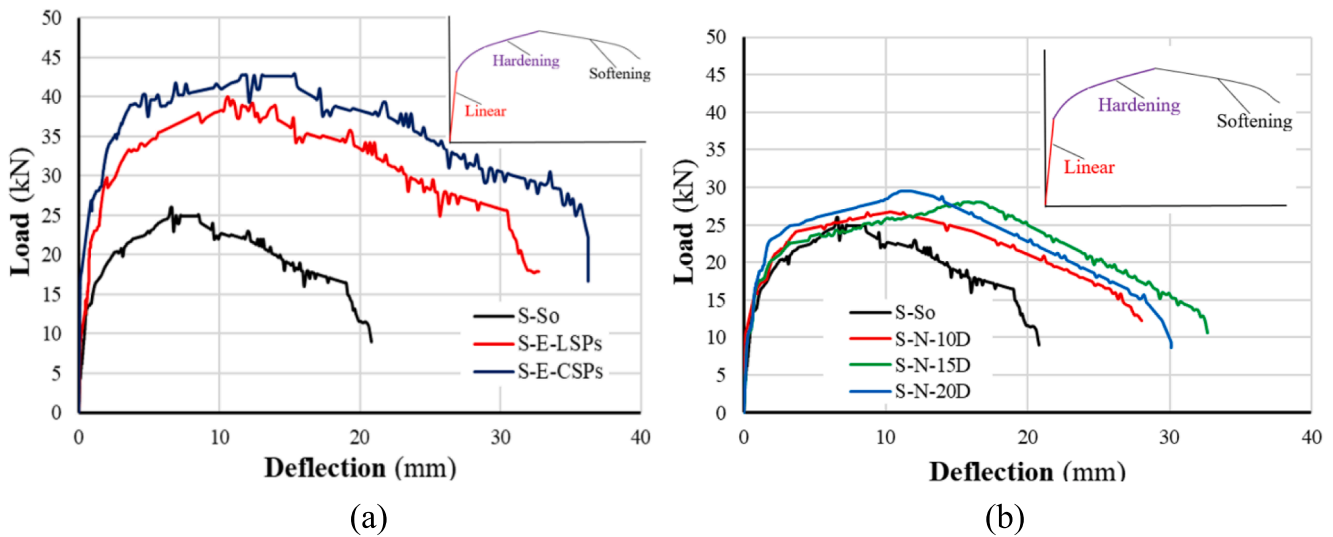 50
45
40
35
30
25
20
15
10
5
0
Load (kN)
0
10
20
30
40
Deflection (mm)
Hardening
Softening
Linear
S-So
S-E-LSPs
S-E-CSPs
(a)
50
45
40
35
30
25
20
15
10
5
0
Load (kN)
0
10
20
30
40
Deflection (mm)
Hardening
Softening
Linear
S-So
S-N-10D
S-N-15D
S-N-20D
(b)